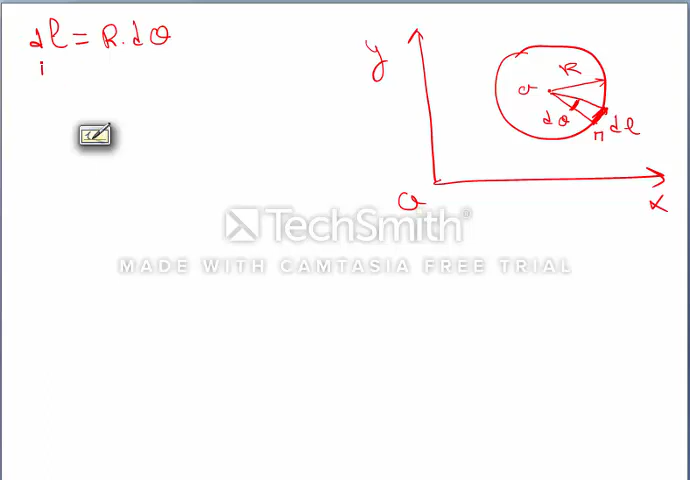 dl = R.dθ
i
y
R
o
dθ
n dl
O
x
TechSmith®
MADE WITH CAMTASIA FREE TRIAL